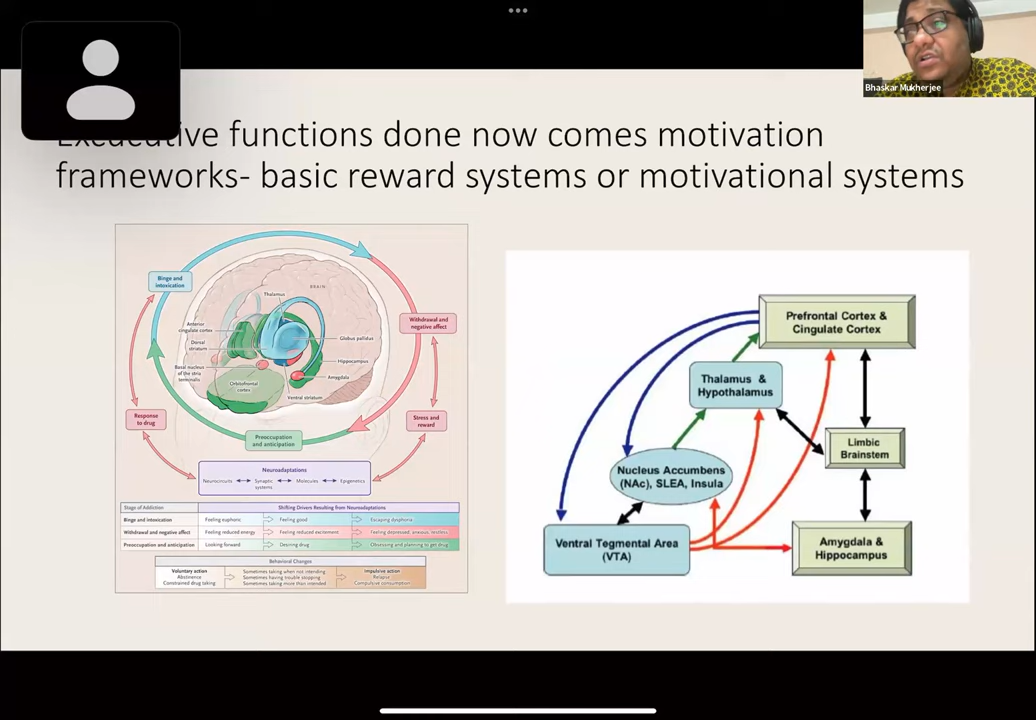 Bhaskar Mukherjee
functions done now comes motivation
frameworks- basic reward systems or motivational systems
Binge and
intoxication
Thalamus
BRAIN
Anterior
cingulate cortex
Dorsal
striatum
Globus pallidus
Withdrawal and
negative affect
Basal nucleus
of the stria
terminalis
Hippocampus
Amygdala
Orbitofrontal
cortex
Ventral striatum
Response
to drug
Stress and
reward
Preoccupation
and anticipation
Neuroadaptations
Neurocircuits Synaptic systems Molecules Epigenetics
Stage of Addiction Shifting Drivers Resulting from Neuroadaptations
Binge and intoxication Feeling euphoric Feeling good Escaping dysphoria
Withdrawal and negative affect Feeling reduced energy Feeling reduced excitement Feeling depressed, anxious, restless
Preoccupation and anticipation Looking forward Desiring drug Obsessing and planning to get drug
Behavioral Changes
Voluntary action
Abstinence
Constrained drug taking
Sometimes taking when not intending
Sometimes having trouble stopping
Sometimes taking more than intended
Impulsive action
Relapse
Compulsive consumption
Prefrontal Cortex &
Cingulate Cortex
Thalamus &
Hypothalamus
Limbic
Brainstem
Nucleus Accumbens
(NAc), SLEA, Insula
Ventral Tegmental Area
(VTA)
Amygdala &
Hippocampus